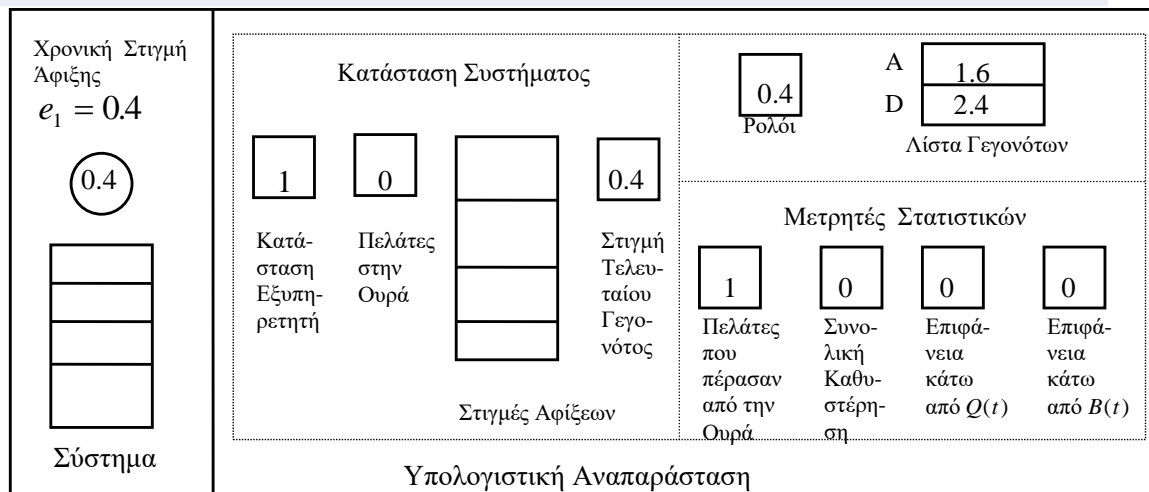 Χρονική Στιγμή
Άφιξης
e₁ = 0.4
0.4
Σύστημα
Κατάσταση Συστήματος
1
0
0.4
Κατά-
σταση
Εξυπη-
ρετητή
Πελάτες
στην
Ουρά
Στιγμές Αφίξεων
Στιγμή
Τελευ-
ταίου
Γεγο-
νότος
0.4
Ρολόι
A
1.6
D
2.4
Λίστα Γεγονότων
Μετρητές Στατιστικών
1
0
0
0
Πελάτες
που
πέρασαν
από την
Ουρά
Συνο-
λική
Καθυ-
στέρη-
ση
Επιφά-
νεια
κάτω
από Q(t)
Επιφά-
νεια
κάτω
από B(t)
Υπολογιστική Αναπαράσταση